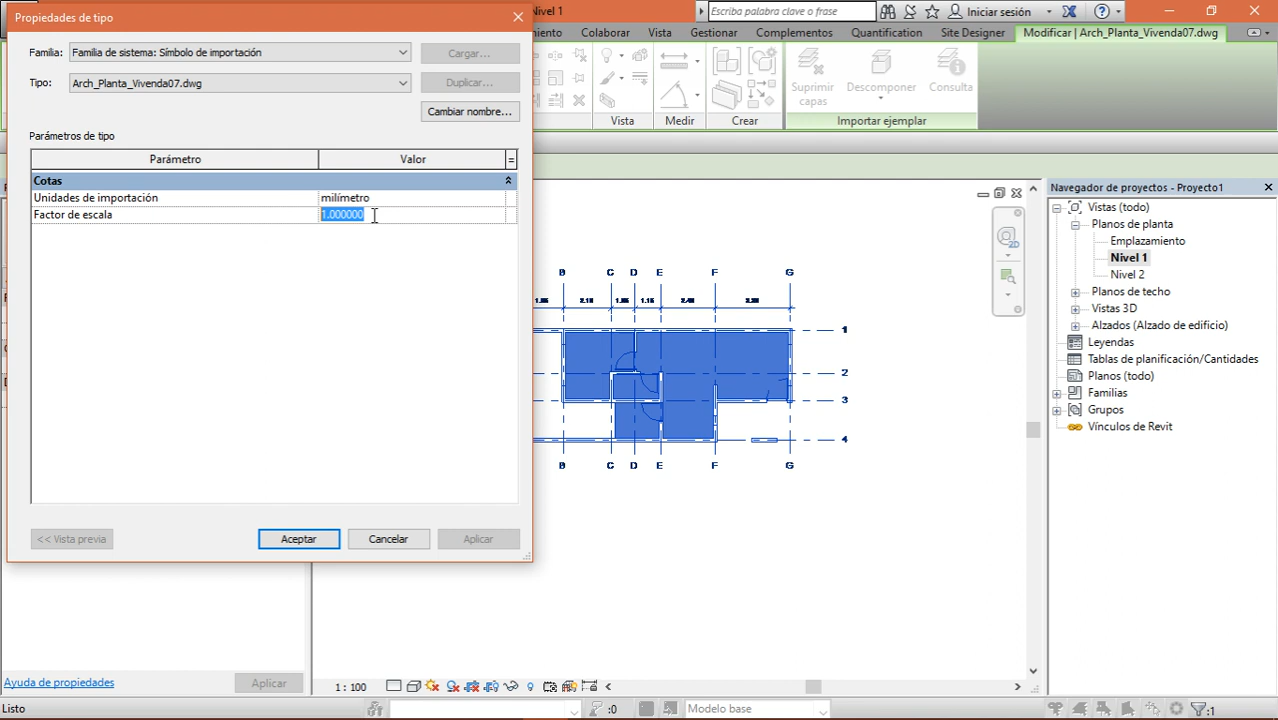 Propiedades de tipo
Nivel 1
Escriba palabra clave o frase
Iniciar sesión
Colaborar
Vista
Gestionar
Complementos
Quantification
Site Designer
Modificar | Arch_Planta_Vivenda07.dwg
Familia:
Familia de sistema: Símbolo de importación
Cargar...
Tipo:
Arch_Planta_Vivenda07.dwg
Duplicar...
Cambiar nombre...
Suprimir capas
Descomponer
Consulta
Vista
Medir
Crear
Importar ejemplar
Parámetros de tipo
Parámetro
Valor
=
Cotas
Unidades de importación
milímetro
Factor de escala
1.000000
<< Vista previa
Aceptar
Cancelar
Aplicar
B C D E F G
2D
1
2
3
4
B C D E F G
Navegador de proyectos - Proyecto1
Vistas (todo)
Planos de planta
Emplazamiento
Nivel 1
Nivel 2
Planos de techo
Vistas 3D
Alzados (Alzado de edificio)
Leyendas
Tablas de planificación/Cantidades
Planos (todo)
Familias
Grupos
Vínculos de Revit
Ayuda de propiedades
Aplicar
1 : 100
Listo
:0
Modelo base
:1